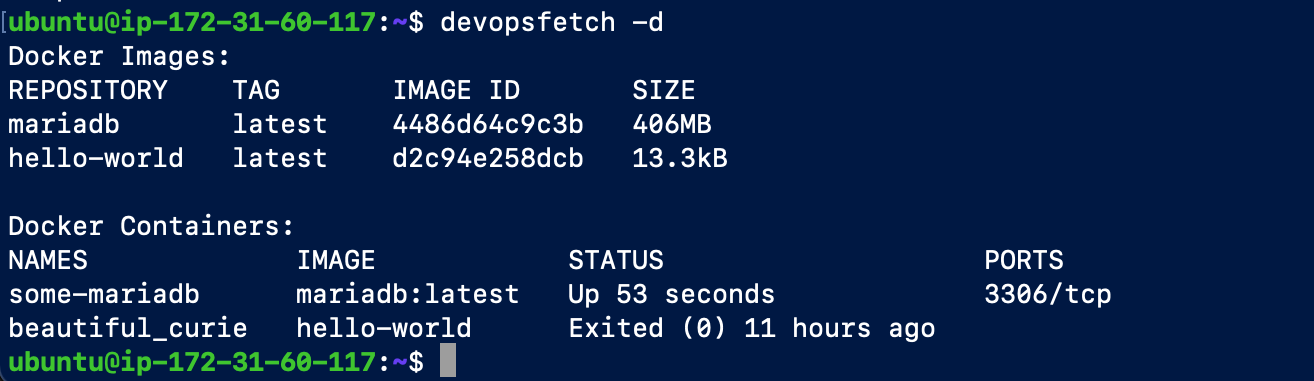 ubuntu@ip-172-31-60-117:~$ devopsfetch -d
Docker Images:
REPOSITORY    TAG       IMAGE ID       SIZE
mariadb       latest    4486d64c9c3b   406MB
hello-world   latest    d2c94e258dcb   13.3kB

Docker Containers:
NAMES             IMAGE            STATUS                    PORTS
some-mariadb      mariadb:latest   Up 53 seconds             3306/tcp
beautiful_curie   hello-world      Exited (0) 11 hours ago
ubuntu@ip-172-31-60-117:~$